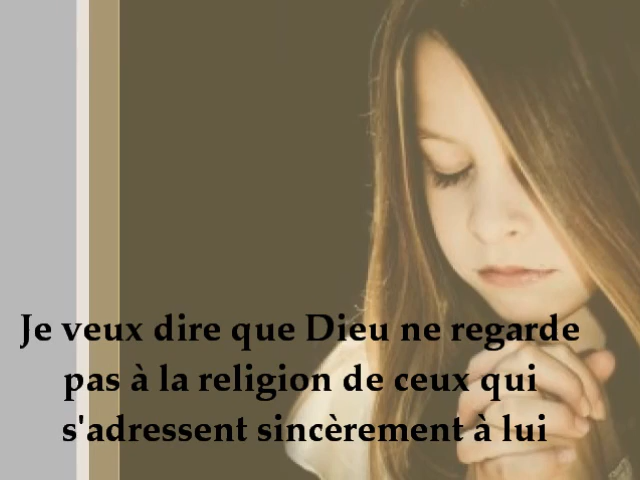 Je veux dire que Dieu ne regarde
pas à la religion de ceux qui
s'adressent sincèrement à lui